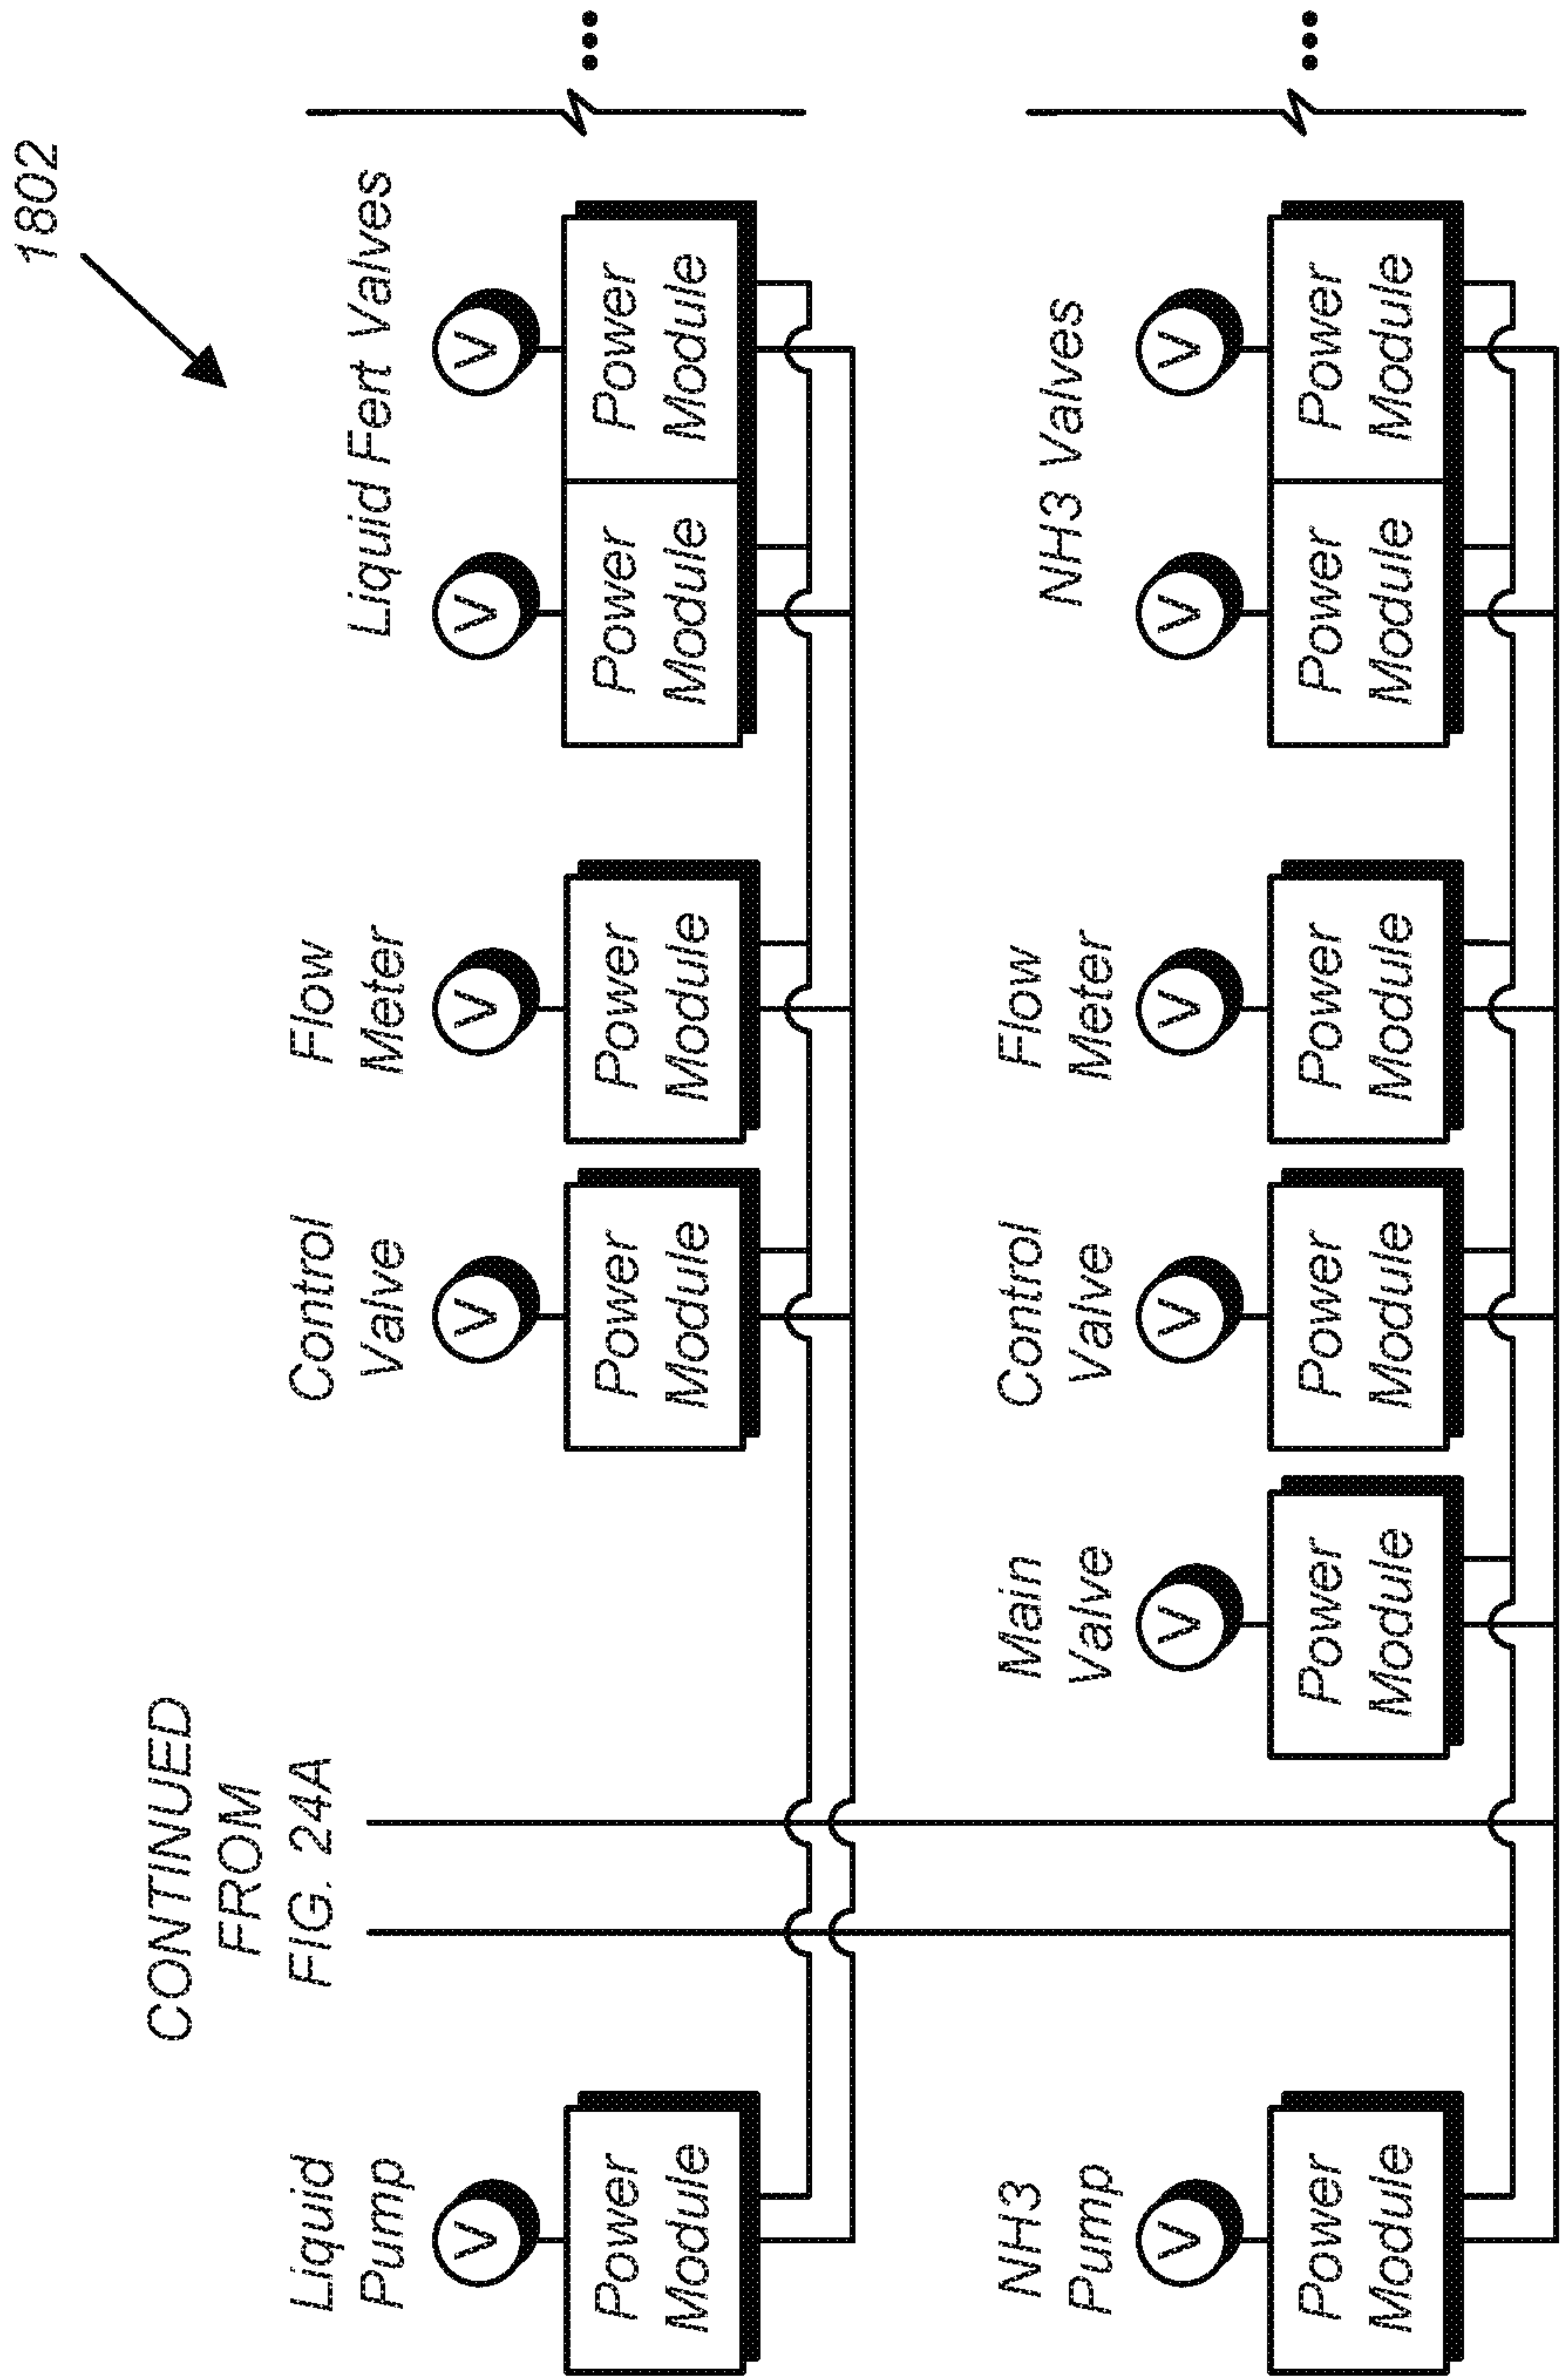 1802
CONTINUED
FROM
FIG. 24A
Liquid
Pump
Control
Valve
Flow
Meter
Liquid Fert Valves
V
V
V
V
V
Power
Module
Power
Module
Power
Module
Power
Module
Power
Module
NH3
Pump
Main
Valve
Control
Valve
Flow
Meter
NH3 Valves
V
V
V
V
V
V
Power
Module
Power
Module
Power
Module
Power
Module
Power
Module
Power
Module